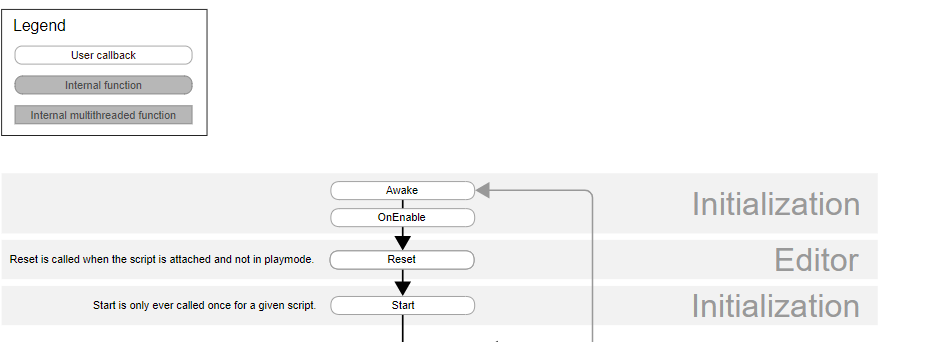 Legend
User callback
Internal function
Internal multithreaded function
Awake
Initialization
OnEnable
Reset is called when the script is attached and not in playmode.
Reset
Editor
Start is only ever called once for a given script.
Start
Initialization